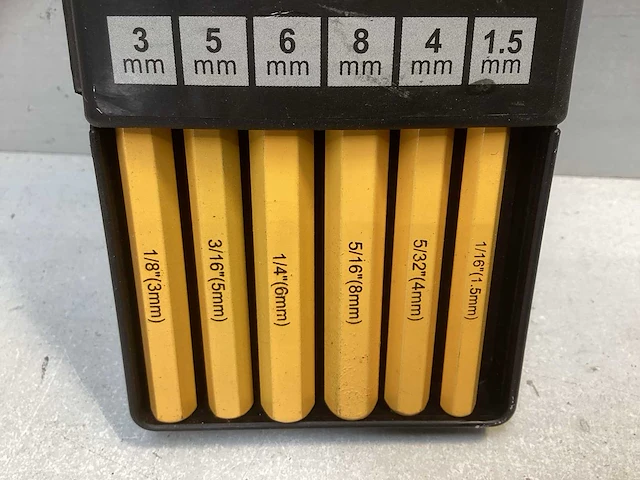 3 mm
5 mm
6 mm
8 mm
4 mm
1.5 mm
1/8"(3mm)
3/16"(5mm)
1/4"(6mm)
5/16"(8mm)
5/32"(4mm)
1/16"(1.5mm)